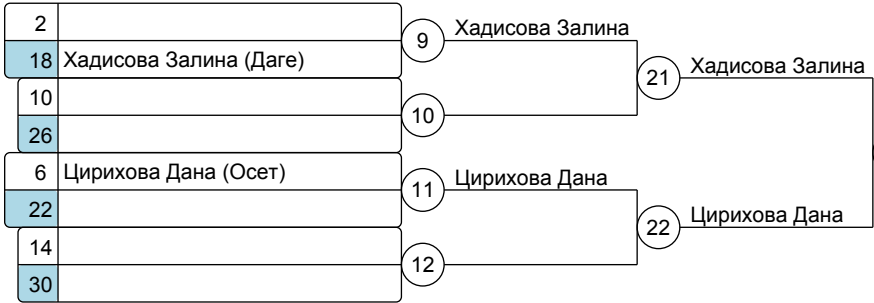 2
18 Хадисова Залина (Даге)
10
26
6 Цирихова Дана (Осет)
22
14
30
9 Хадисова Залина
10
11 Цирихова Дана
12
21 Хадисова Залина
22 Цирихова Дана